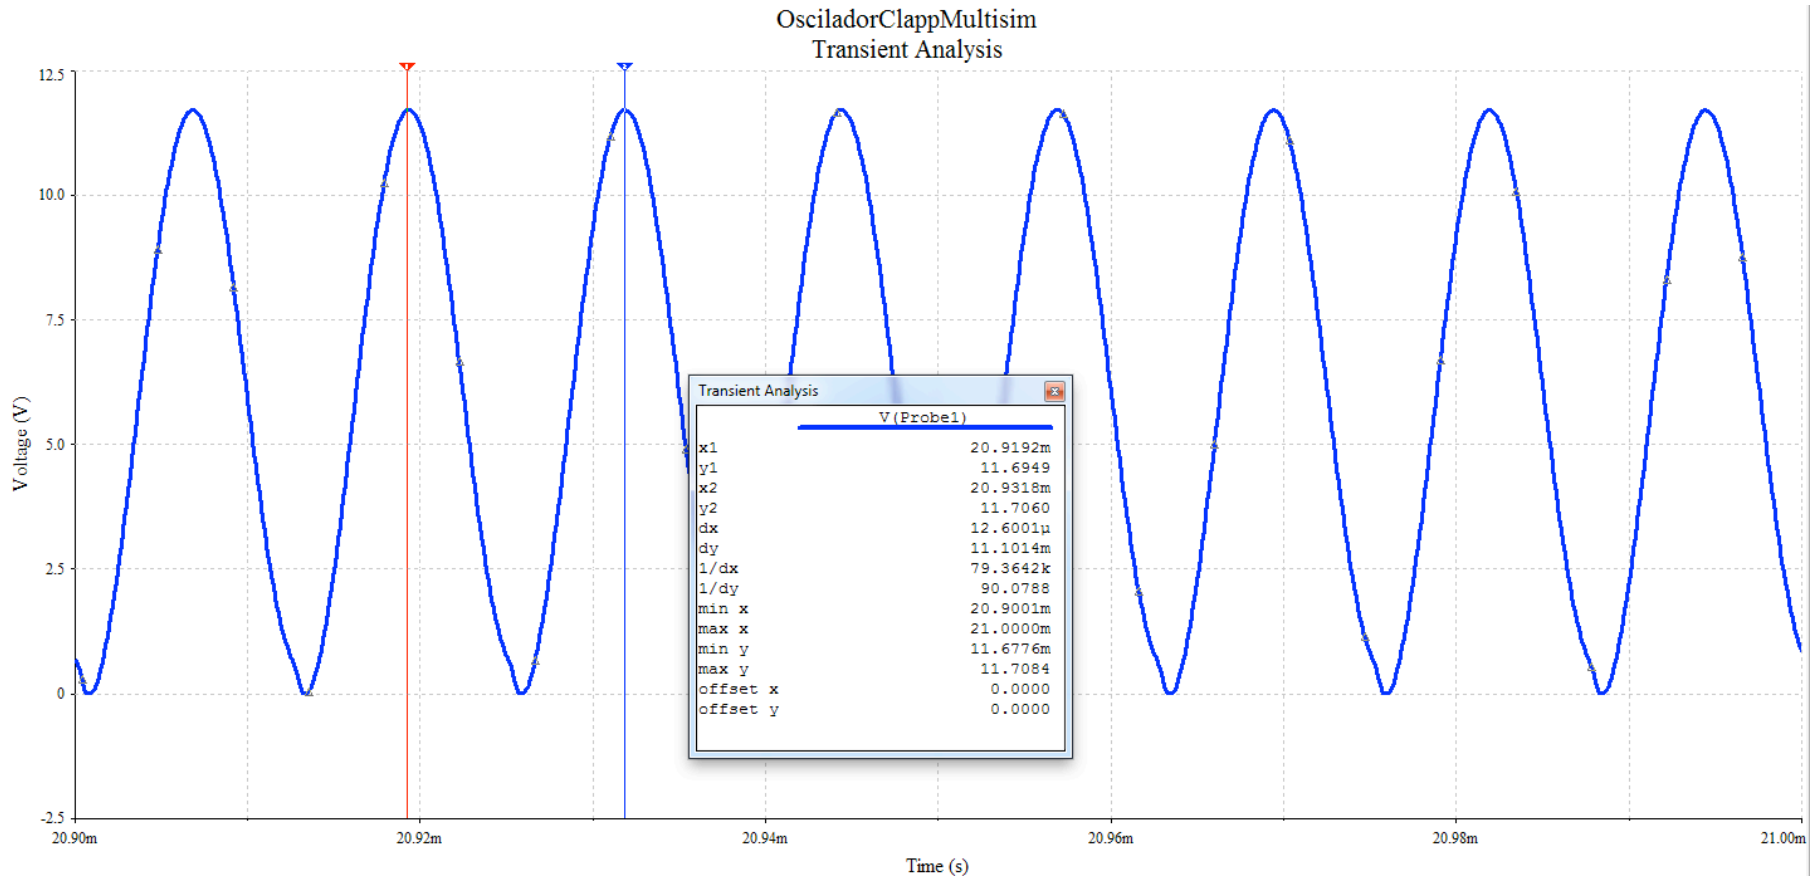 OsciladorClappMultisim
Transient Analysis
12.5
10.0
7.5
5.0
2.5
0
-2.5
Voltage (V)
20.90m 20.92m 20.94m 20.96m 20.98m 21.00m
Time (s)
1
2
Transient Analysis
V(Probe1)
x1 20.9192m
y1 11.6949
x2 20.9318m
y2 11.7060
dx 12.6001µ
dy 11.1014m
1/dx 79.3642k
1/dy 90.0788
min x 20.9001m
max x 21.0000m
min y 11.6776m
max y 11.7084
offset x 0.0000
offset y 0.0000